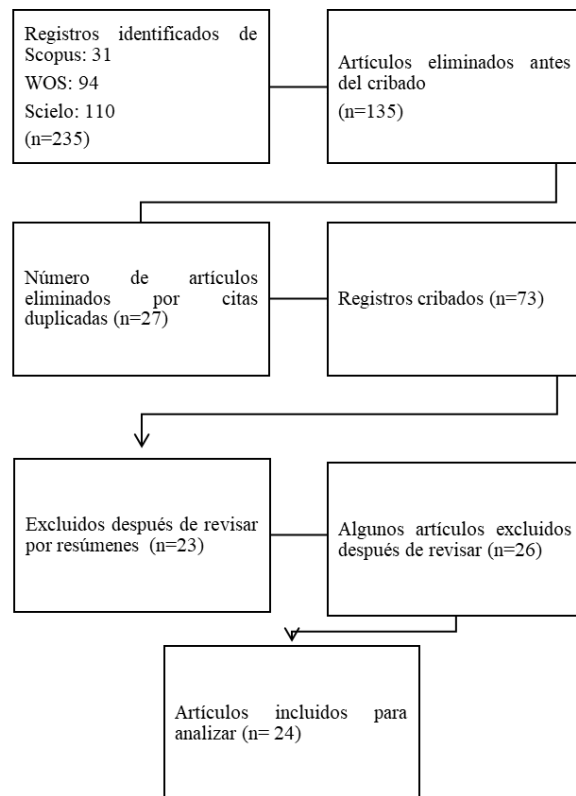 Registros identificados de
Scopus: 31
WOS: 94
Scielo: 110
(n=235)
Artículos eliminados antes
del cribado
(n=135)
Número de artículos
eliminados por citas
duplicadas (n=27)
Registros cribados (n=73)
Excluidos después de revisar
por resúmenes (n=23)
Algunos artículos excluidos
después de revisar (n=26)
Artículos incluidos para
analizar (n= 24)